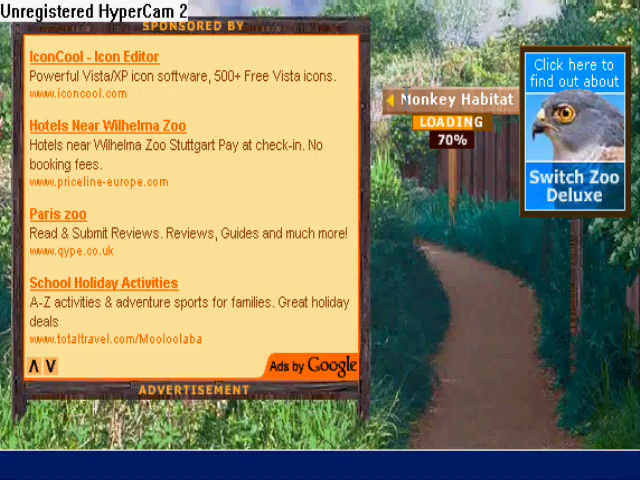 Unregistered HyperCam 2
SPONSORED BY
IconCool - Icon Editor
Powerful Vista/XP icon software, 500+ Free Vista icons.
www.iconcool.com
Hotels Near Wilhelma Zoo
Hotels near Wilhelma Zoo Stuttgart Pay at check-in. No
booking fees.
www.priceline-europe.com
Paris zoo
Read & Submit Reviews. Reviews, Guides and much more!
www.qype.co.uk
School Holiday Activities
A-Z activities & adventure sports for families. Great holiday
deals
www.totaltravel.com/Mooloolaba
Ads by Google
ADVERTISEMENT
Monkey Habitat
LOADING
70%
Click here to
find out about
Switch Zoo
Deluxe